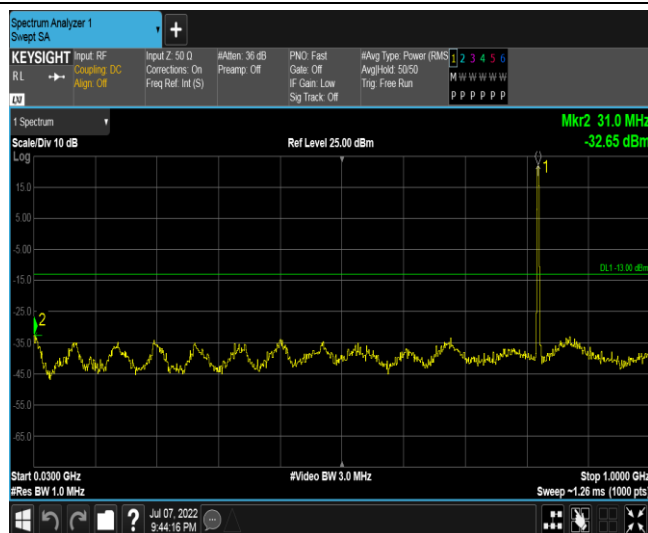 Spectrum Analyzer 1
Swept SA
+
KEYSIGHT
RL
LXI
Input: RF
Coupling: DC
Align: Off
Input Z: 50 Ω
Corrections: On
Freq Ref: Int (S)
#Atten: 36 dB
Preamp: Off
PNO: Fast
Gate: Off
IF Gain: Low
Sig Track: Off
#Avg Type: Power (RMS
Avg|Hold: 50/50
Trig: Free Run
1 2 3 4 5 6
M W W W W W
P P P P P P
1 Spectrum
Scale/Div 10 dB
Log
Ref Level 25.00 dBm
Mkr2 31.0 MHz
-32.65 dBm
1
15.0
5.00
-5.00
DL1 -13.00 dBm
-15.0
-25.0
2
-35.0
-45.0
-55.0
-65.0
Start 0.0300 GHz
#Res BW 1.0 MHz
#Video BW 3.0 MHz
Stop 1.0000 GHz
Sweep ~1.26 ms (1000 pts)
?
Jul 07, 2022
9:44:16 PM